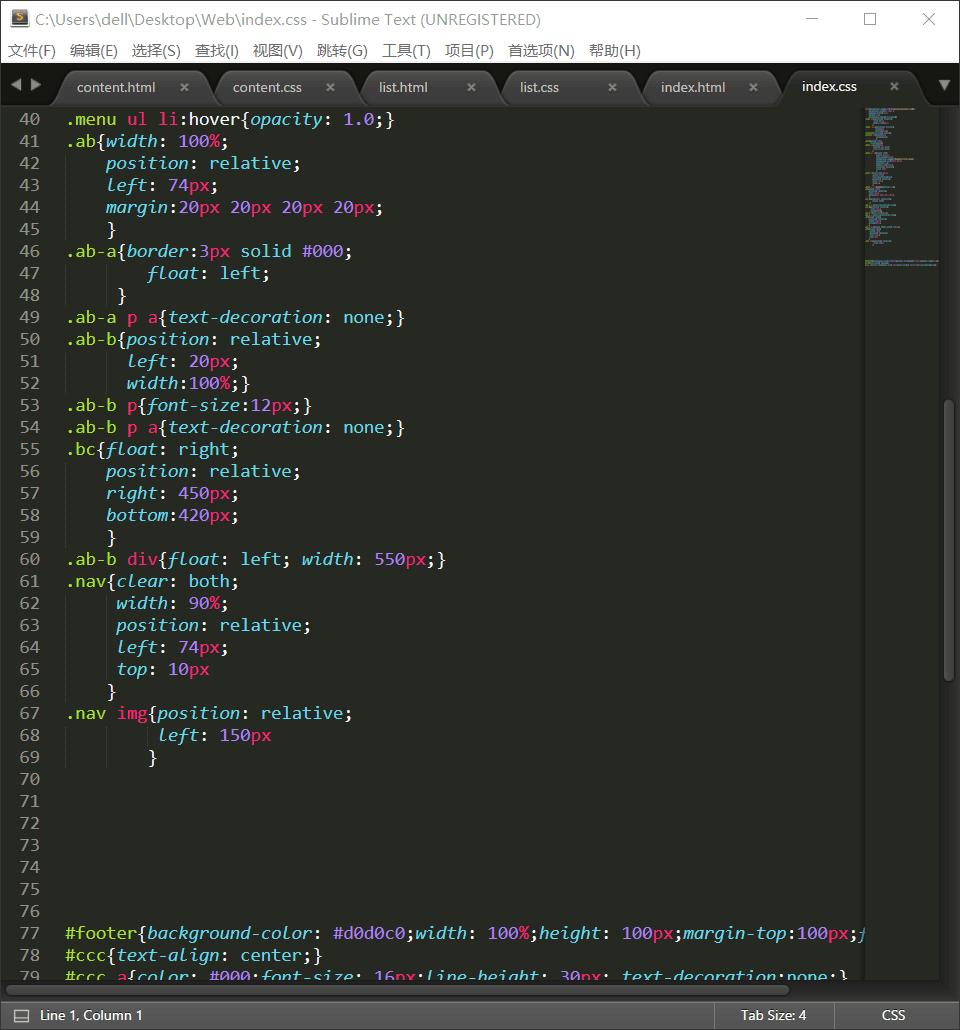 C:\Users\dell\Desktop\Web\index.css - Sublime Text (UNREGISTERED)
文件(F) 编辑(E) 选择(S) 查找(I) 视图(V) 跳转(G) 工具(T) 项目(P) 首选项(N) 帮助(H)
content.html × content.css × list.html × list.css × index.html × index.css ×
40 .menu ul li:hover{opacity: 1.0;}
41 .ab{width: 100%;
42 position: relative;
43 left: 74px;
44 margin:20px 20px 20px 20px;
45 }
46 .ab-a{border:3px solid #000;
47 float: left;
48 }
49 .ab-a p a{text-decoration: none;}
50 .ab-b{position: relative;
51 left: 20px;
52 width:100%;}
53 .ab-b p{font-size:12px;}
54 .ab-b p a{text-decoration: none;}
55 .bc{float: right;
56 position: relative;
57 right: 450px;
58 bottom:420px;
59 }
60 .ab-b div{float: left; width: 550px;}
61 .nav{clear: both;
62 width: 90%;
63 position: relative;
64 left: 74px;
65 top: 10px
66 }
67 .nav img{position: relative;
68 left: 150px
69 }
70
71
72
73
74
75
76
77 #footer{background-color: #d0d0c0;width: 100%;height: 100px;margin-top:100px;
78 #ccc{text-align: center;}
79 #ccc a{color: #000;font-size: 16px;line-height: 30px; text-decoration:none;}
Line 1, Column 1 Tab Size: 4 CSS